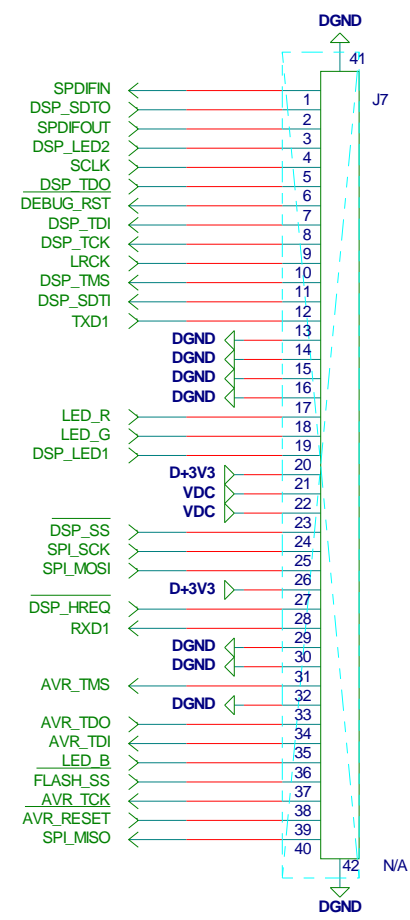 DGND
41
J7
SPDIFIN 1
DSP_SDTO 2
SPDIFOUT 3
DSP_LED2 4
SCLK 5
DSP_TDO 6
DEBUG_RST 7
DSP_TDI 8
DSP_TCK 9
LRCK 10
DSP_TMS 11
DSP_SDTI 12
TXD1 13
DGND 14
DGND 15
DGND 16
DGND 17
LED_R 18
LED_G 19
DSP_LED1 20
D+3V3 21
VDC 22
VDC 23
DSP_SS 24
SPI_SCK 25
SPI_MOSI 26
D+3V3 27
DSP_HREQ 28
RXD1 29
DGND 30
DGND 31
AVR_TMS 32
DGND 33
AVR_TDO 34
AVR_TDI 35
LED_B 36
FLASH_SS 37
AVR_TCK 38
AVR_RESET 39
SPI_MISO 40
42 N/A
DGND